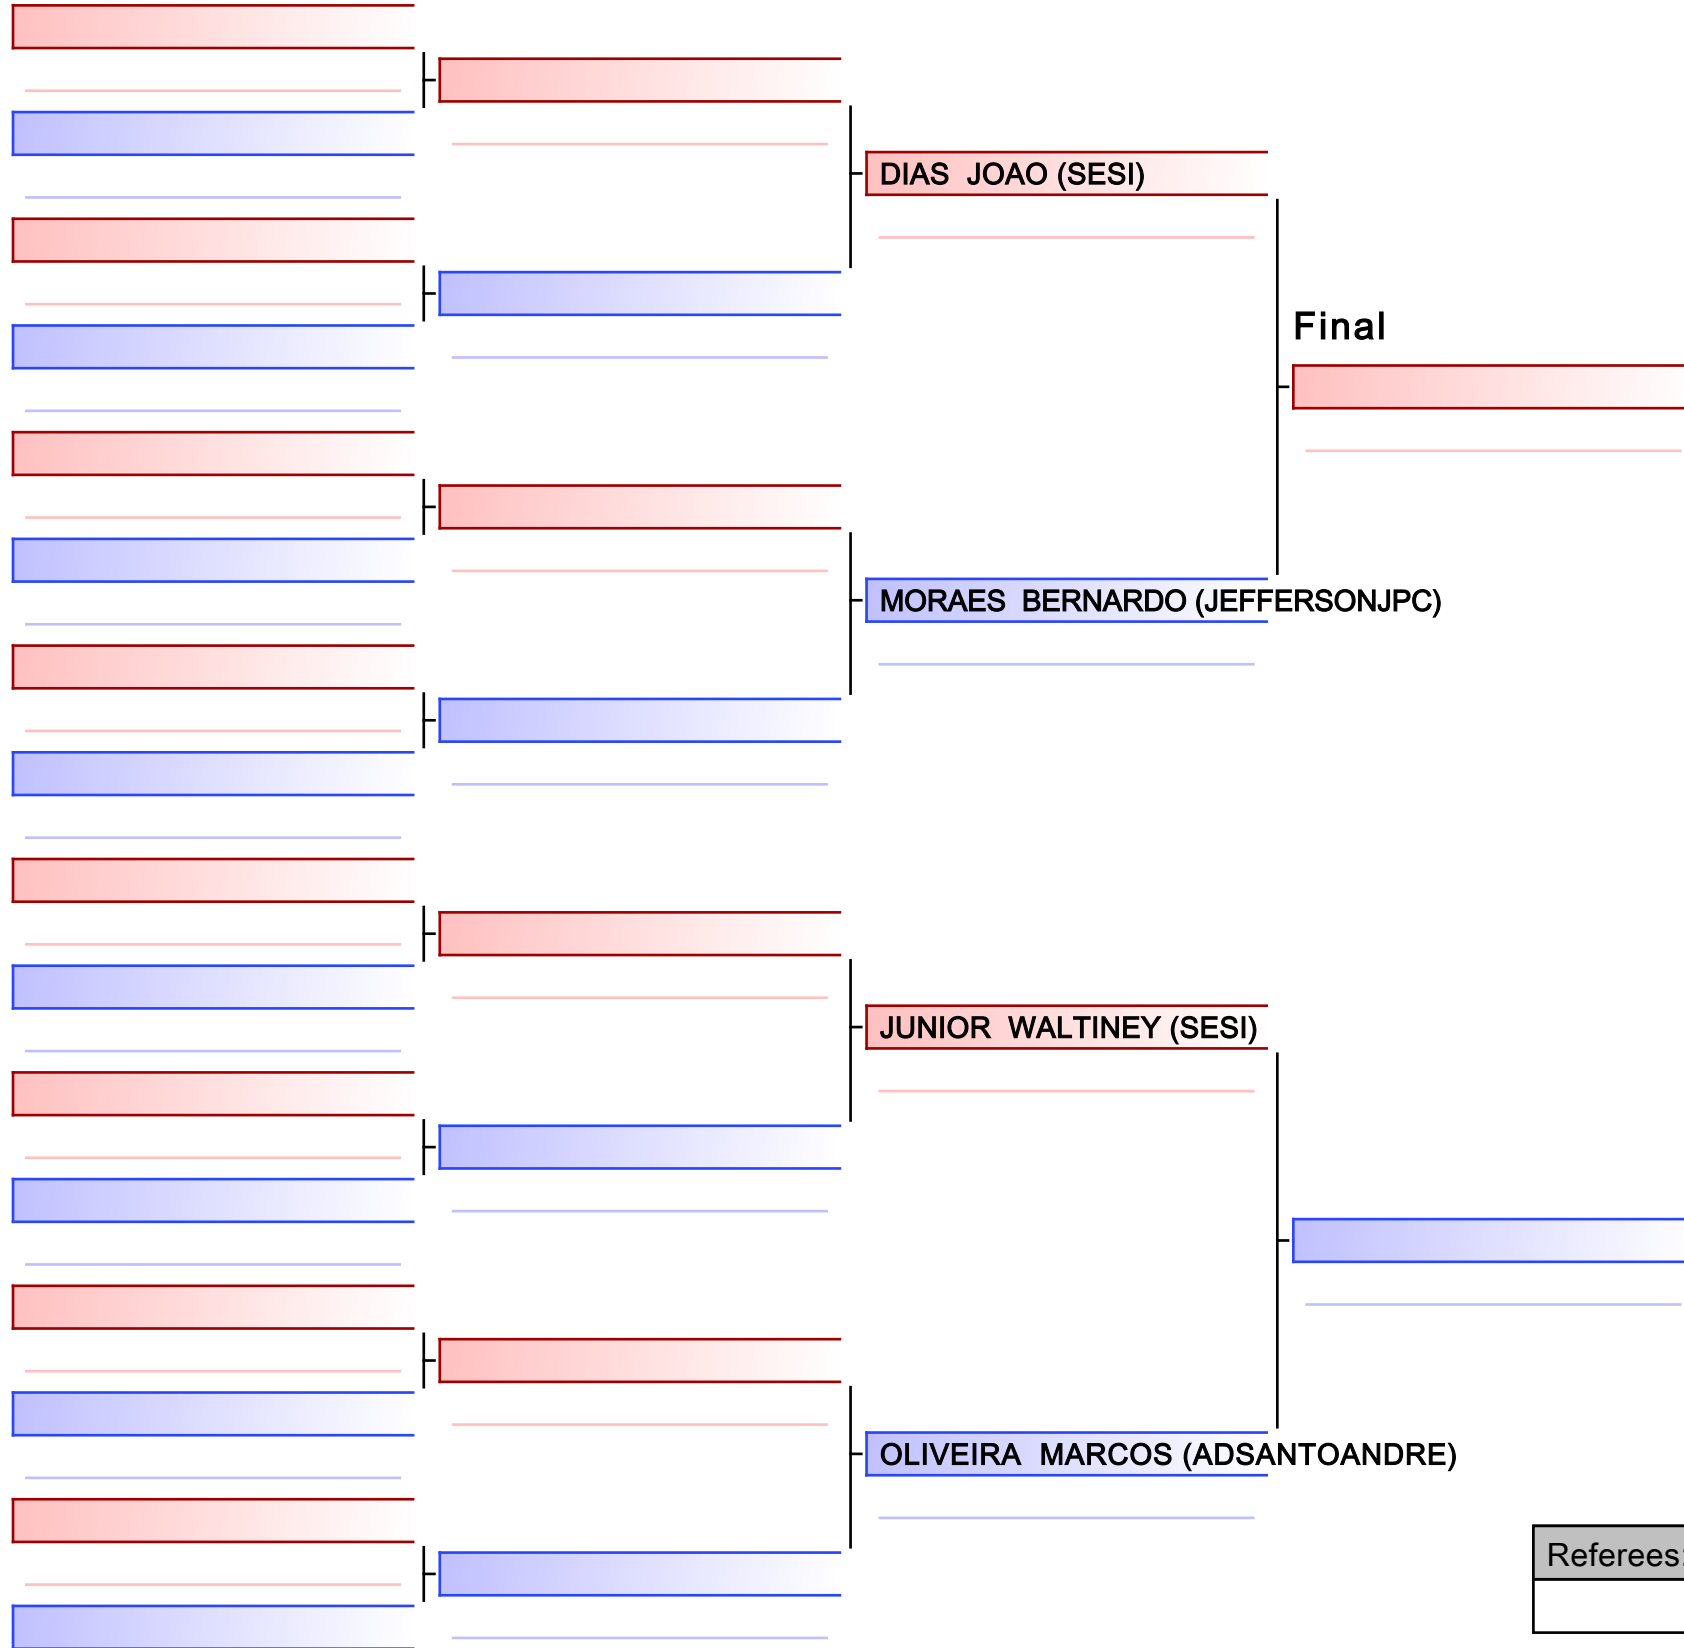 DIAS  JOAO (SESI)
Final
MORAES  BERNARDO (JEFFERSONJPC)
JUNIOR  WALTINEY (SESI)
OLIVEIRA  MARCOS (ADSANTOANDRE)
Referees: